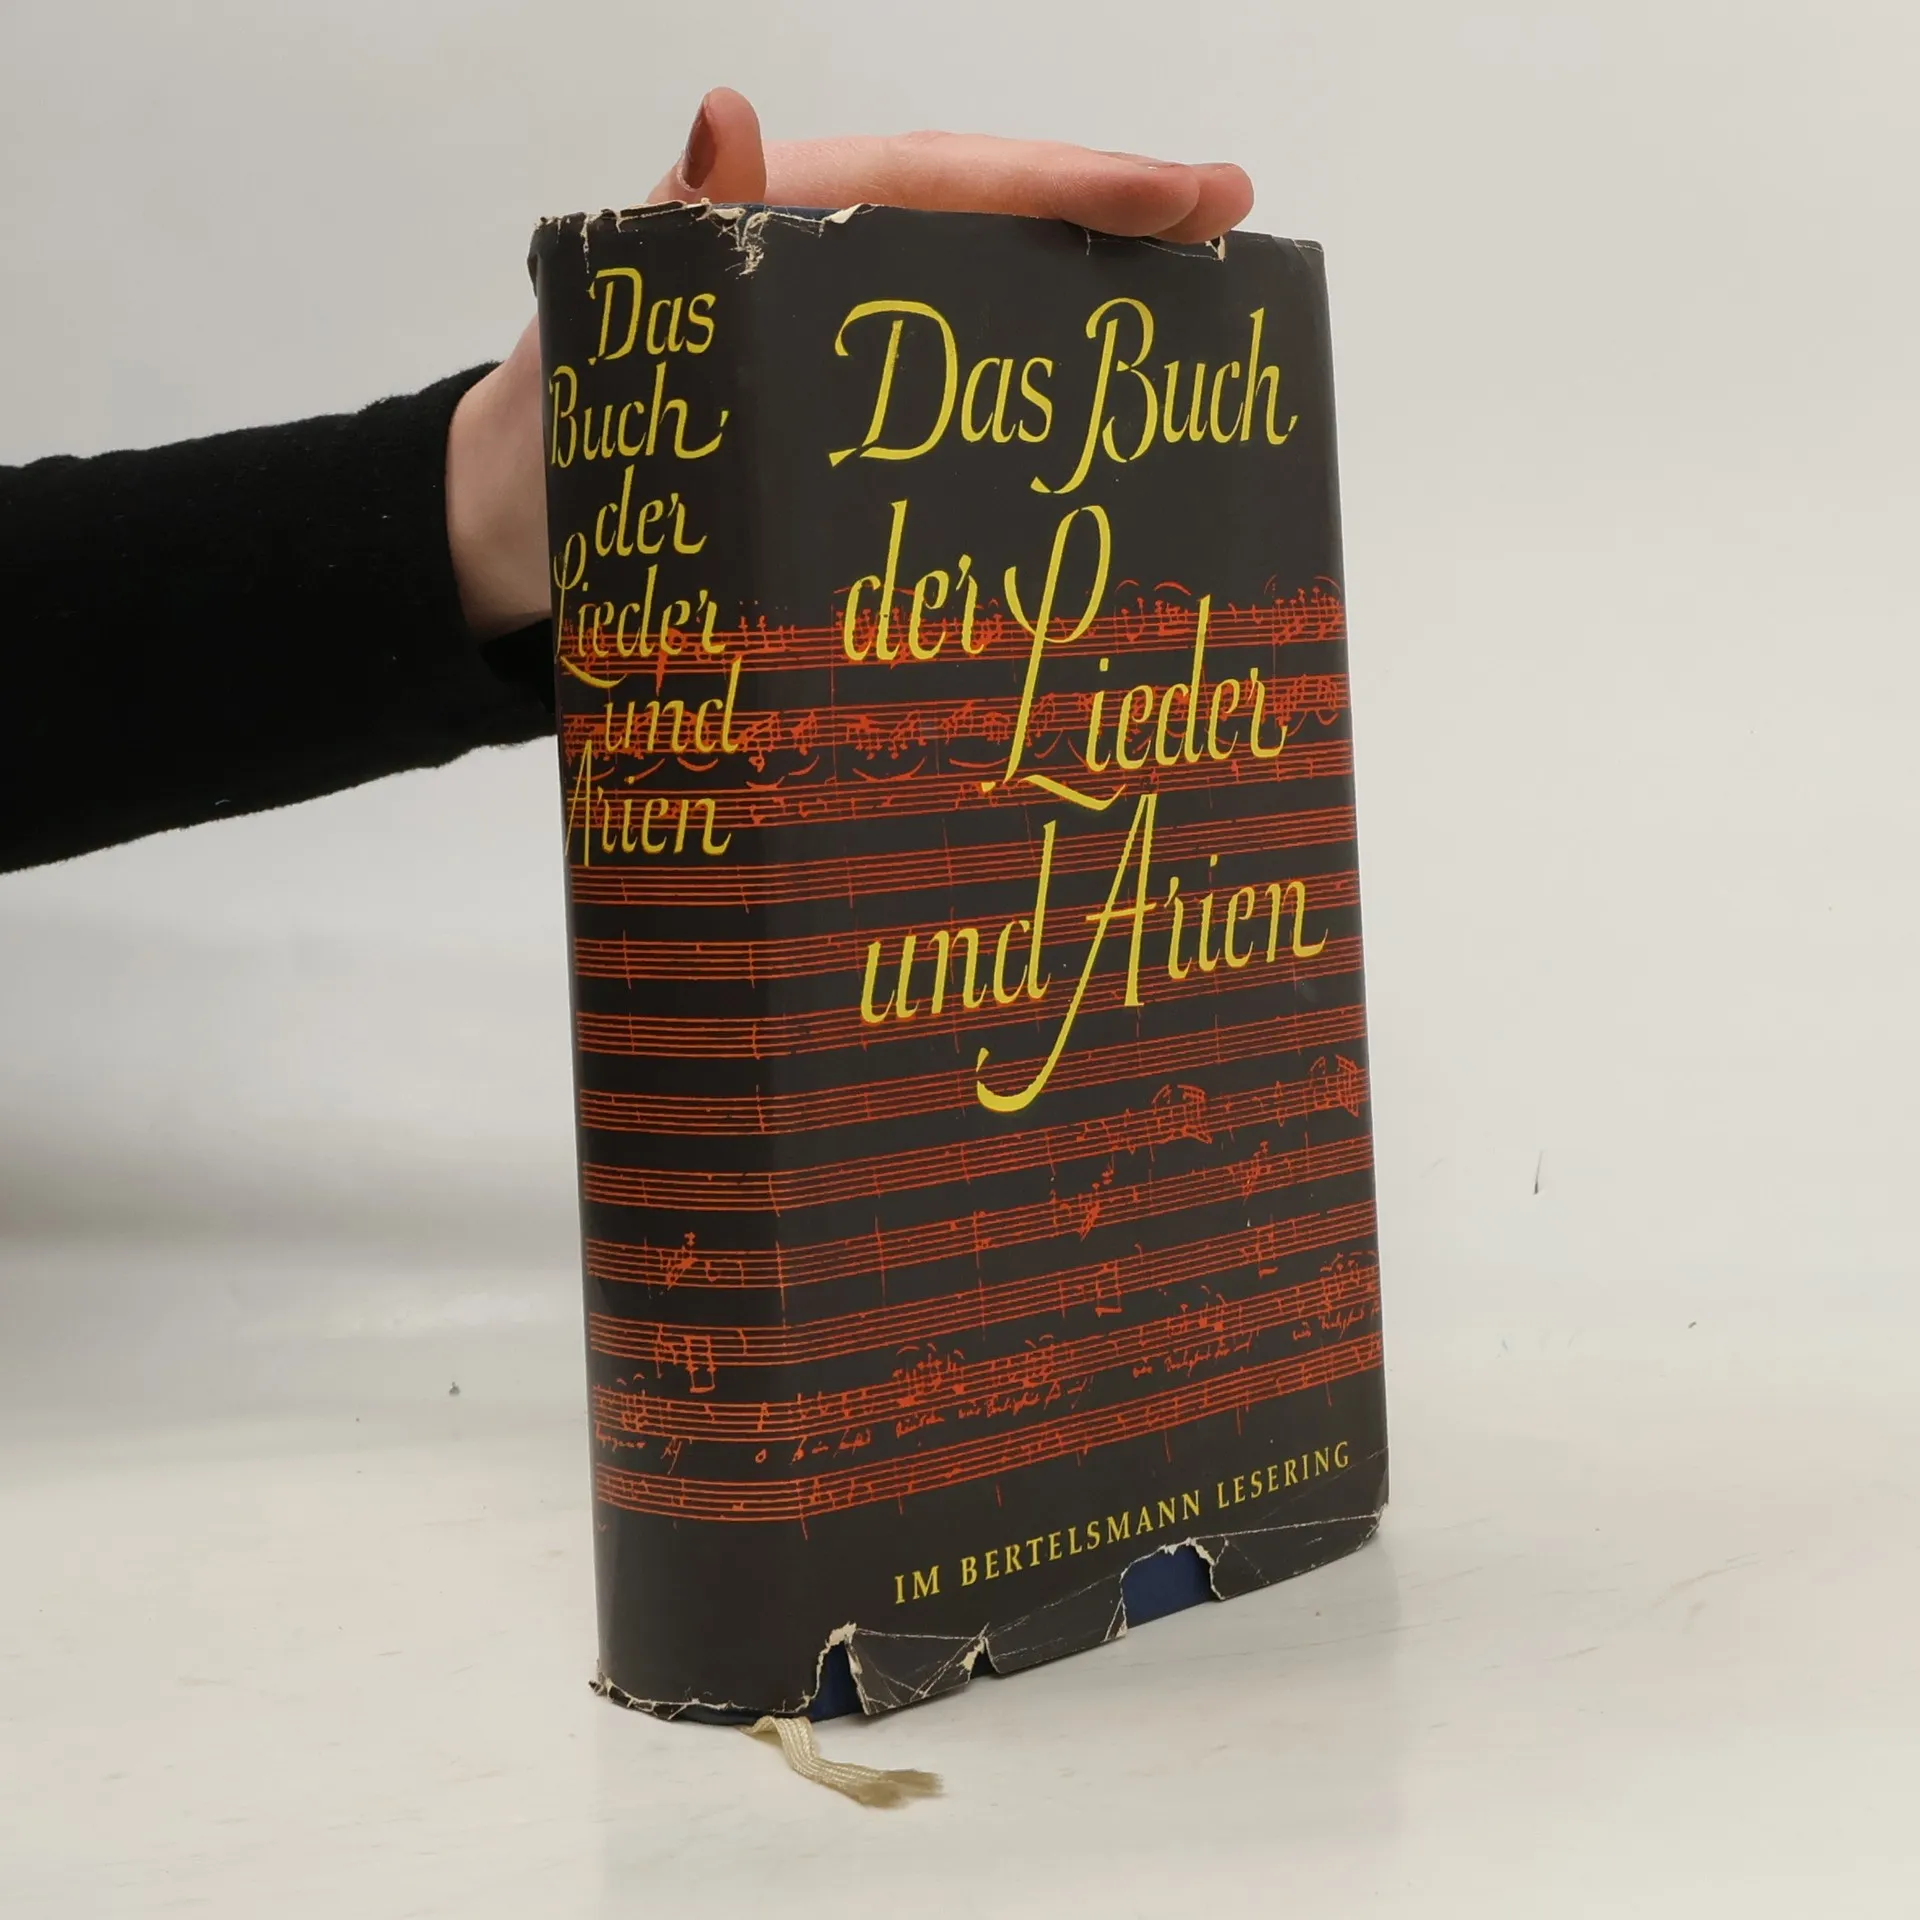 Das
Buch
der
Lieder
und
Arien
Das Buch
der Lieder
und Arien
IM BERTELSMANN LESERING